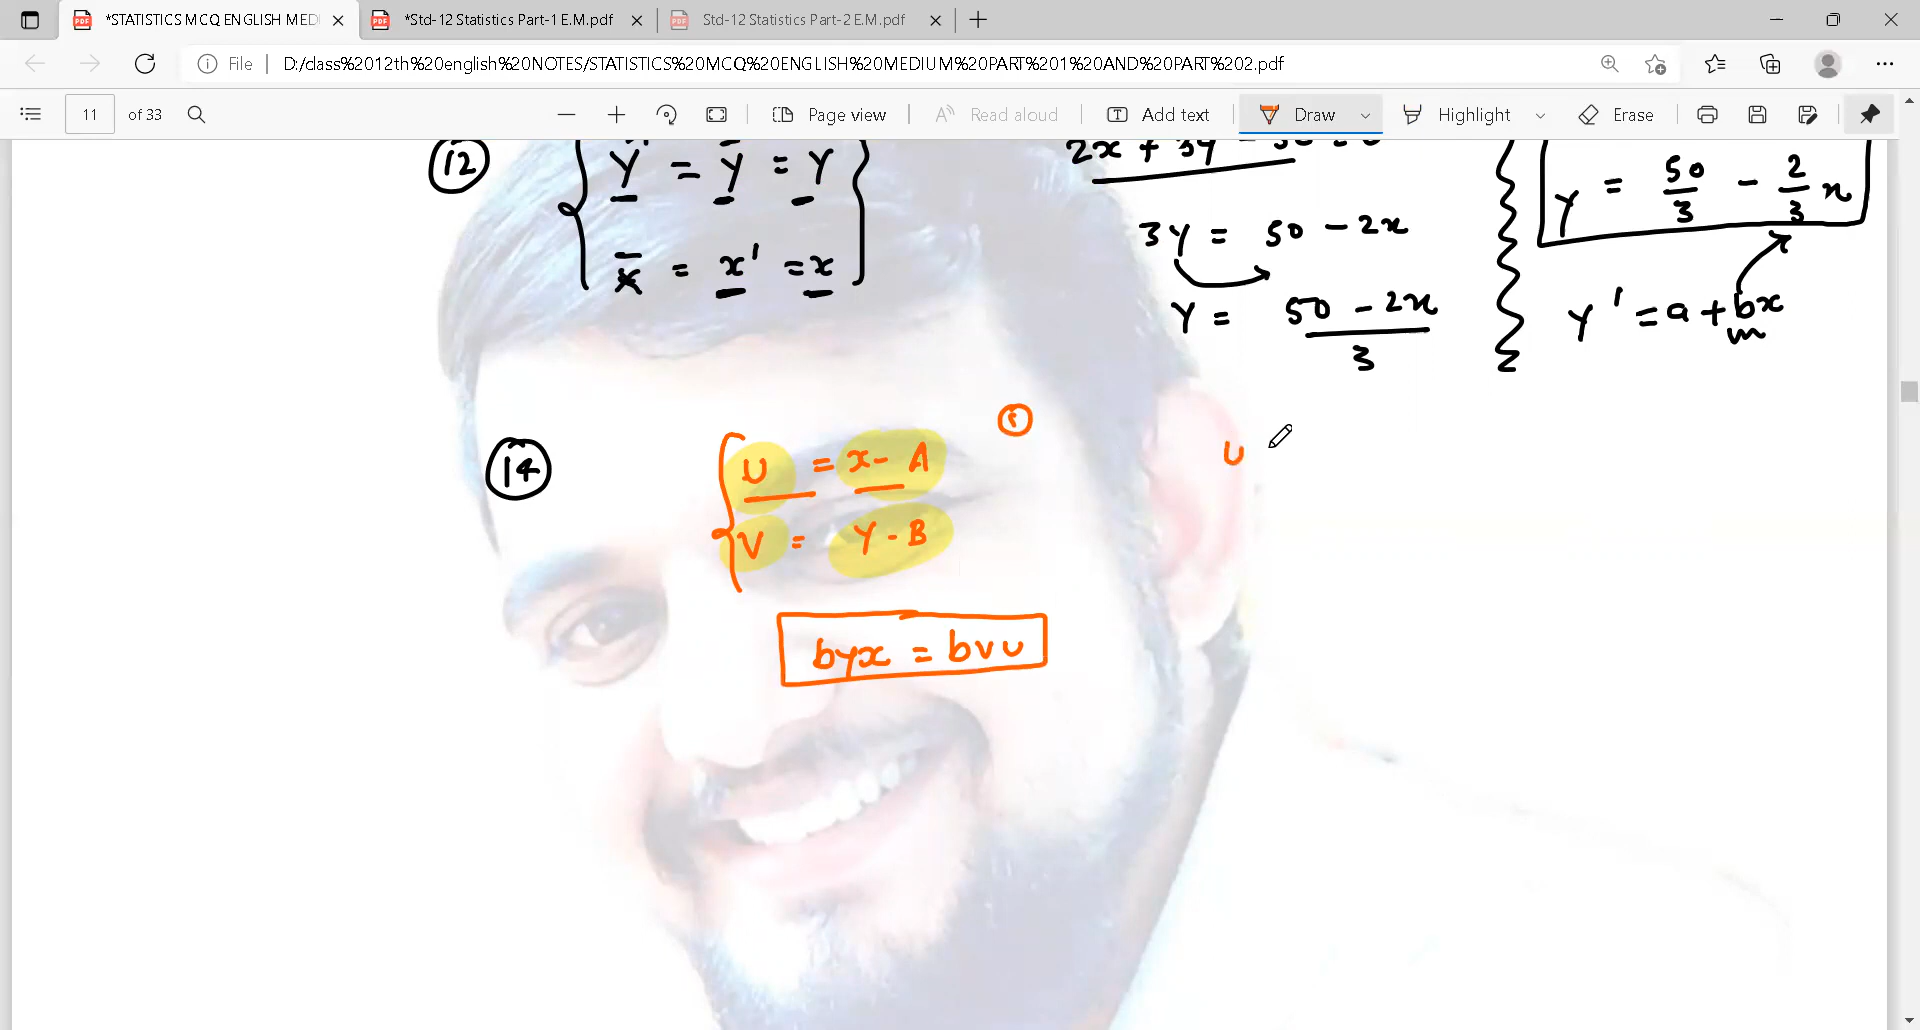 *STATISTICS MCQ ENGLISH MED
*Std-12 Statistics Part-1 E.M.pdf
Std-12 Statistics Part-2 E.M.pdf
File
D:/class%2012th%20english%20NOTES/STATISTICS%20MCQ%20ENGLISH%20MEDIUM%20PART%201%20AND%20PART%202.pdf
11 of 33
Page view
Read aloud
Add text
Draw
Highlight
Erase
12
Y' = ȳ = Y
x̄ = x' = x
3Y = 50 - 2x
Y = 50 - 2x / 3
Y = 50/3 - 2/3 x
Y' = a + bx
14
U = x - A
V = Y - B
byx = bvu
(i)
U